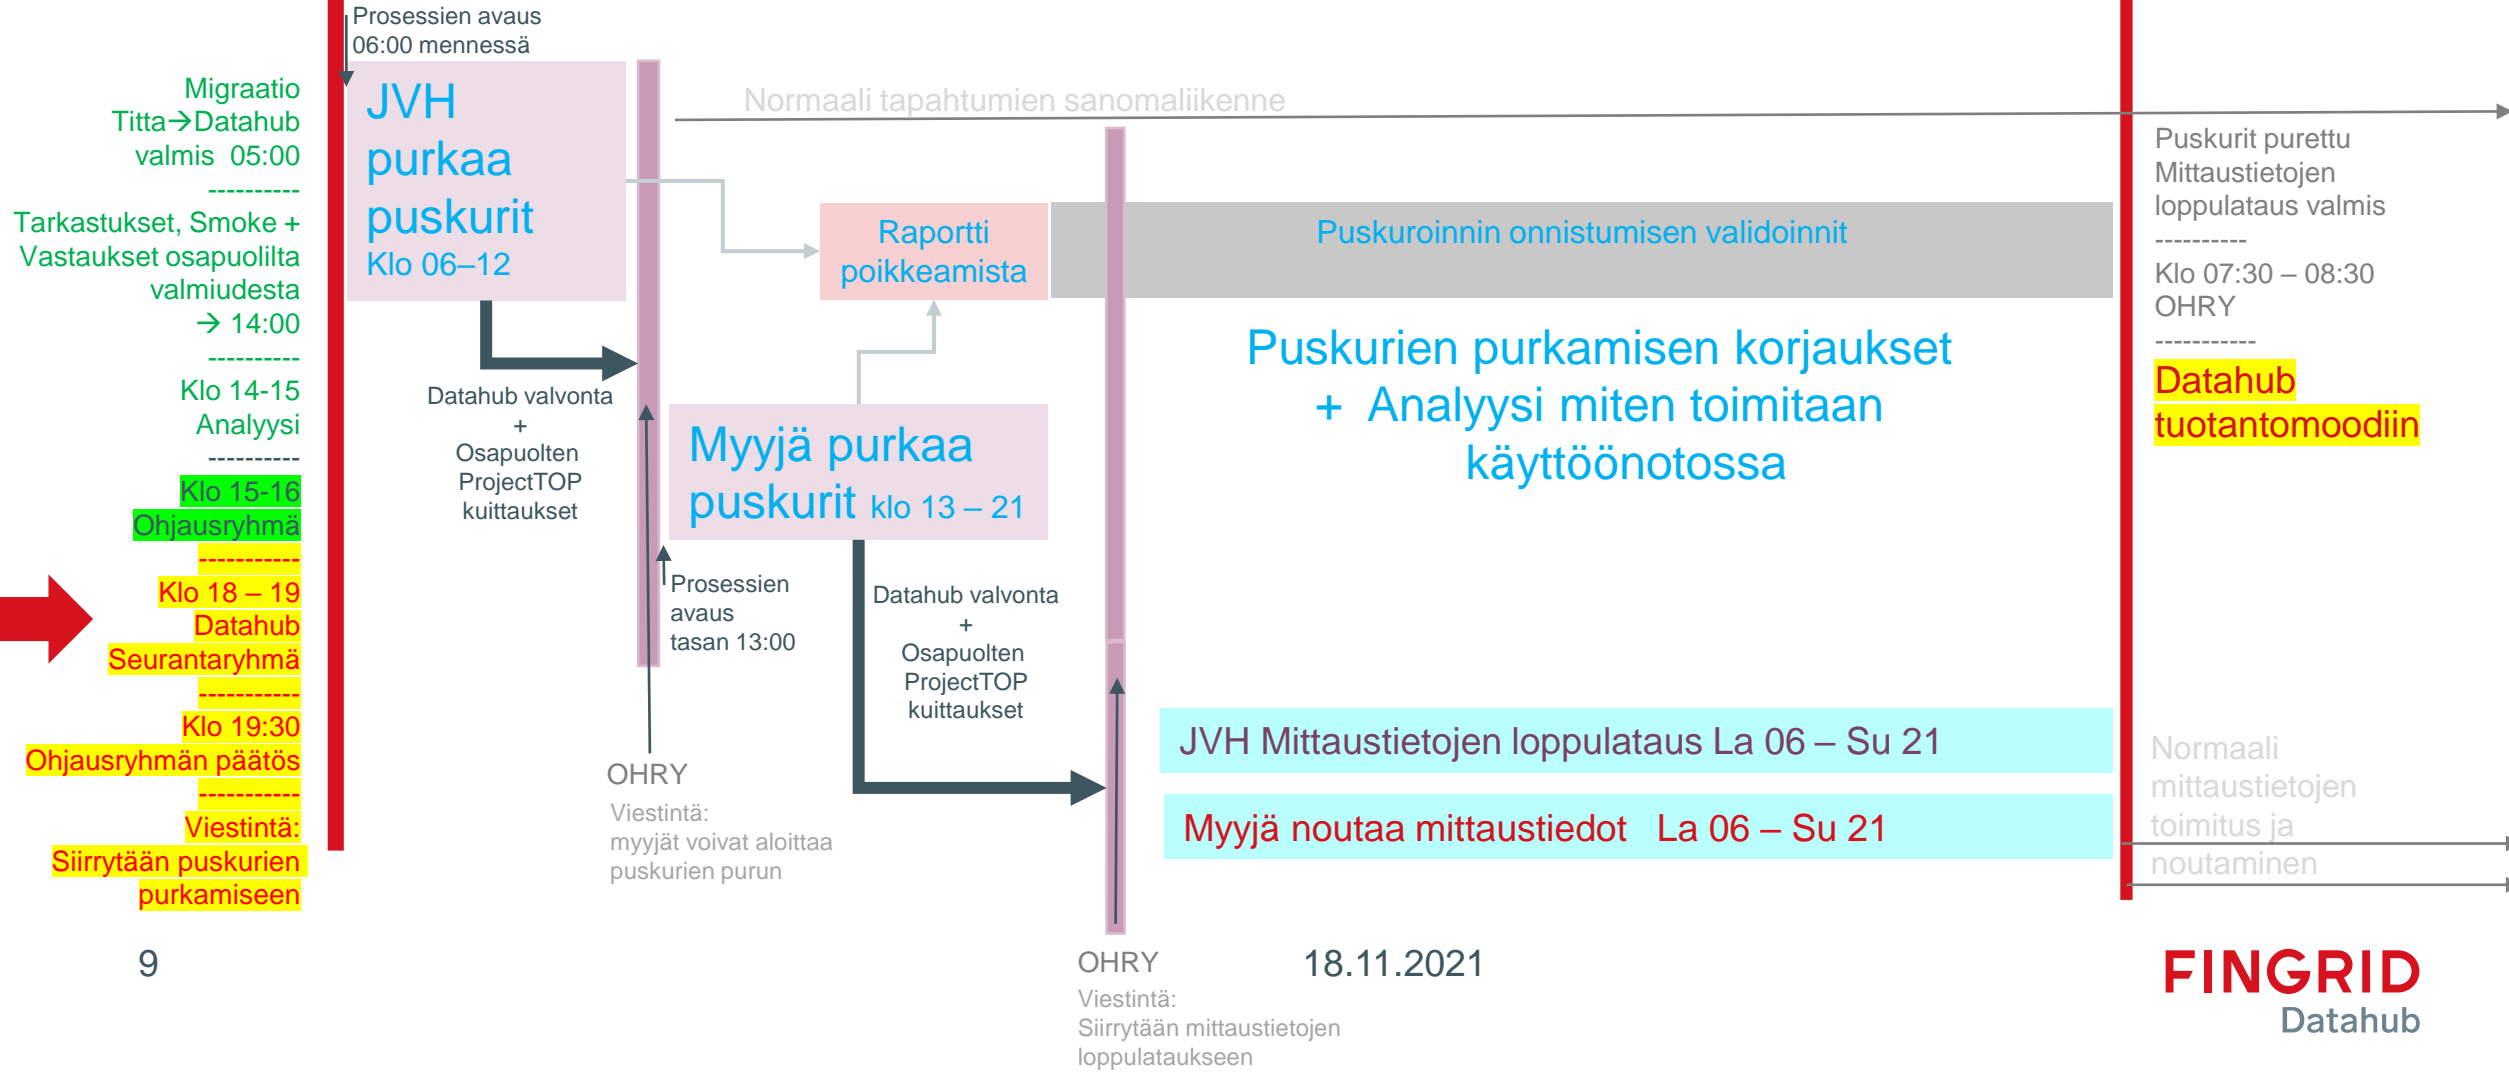 Prosessien avaus
06:00 mennessä
Migraatio
Titta→Datahub
valmis 05:00
----------
Tarkastukset, Smoke +
Vastaukset osapuolilta
valmiudesta
→ 14:00
----------
Klo 14-15
Analyysi
----------
Klo 15-16
Ohjausryhmä
-----------
Klo 18 – 19
Datahub
Seurantaryhmä
-----------
Klo 19:30
Ohjausryhmän päätös
-----------
Viestintä:
Siirrytään puskurien
purkamiseen
JVH
purkaa
puskurit
Klo 06–12
Datahub valvonta
+
Osapuolten
ProjectTOP
kuittaukset
OHRY
Viestintä:
myyjät voivat aloittaa
puskurien purun
Normaali tapahtumien sanomaliikenne
Raportti
poikkeamista
Myyjä purkaa
puskurit klo 13 – 21
Prosessien
avaus
tasan 13:00
Datahub valvonta
+
Osapuolten
ProjectTOP
kuittaukset
OHRY
Viestintä:
Siirrytään mittaustietojen
loppulataukseen
Puskuroinnin onnistumisen validoinnit
Puskurien purkamisen korjaukset
+ Analyysi miten toimitaan
käyttöönotossa
JVH Mittaustietojen loppulataus La 06 – Su 21
Myyjä noutaa mittaustiedot La 06 – Su 21
Puskurit purettu
Mittaustietojen
loppulataus valmis
----------
Klo 07:30 – 08:30
OHRY
-----------
Datahub
tuotantomoodiin
Normaali
mittaustietojen
toimitus ja
noutaminen
9
18.11.2021
FINGRID
Datahub